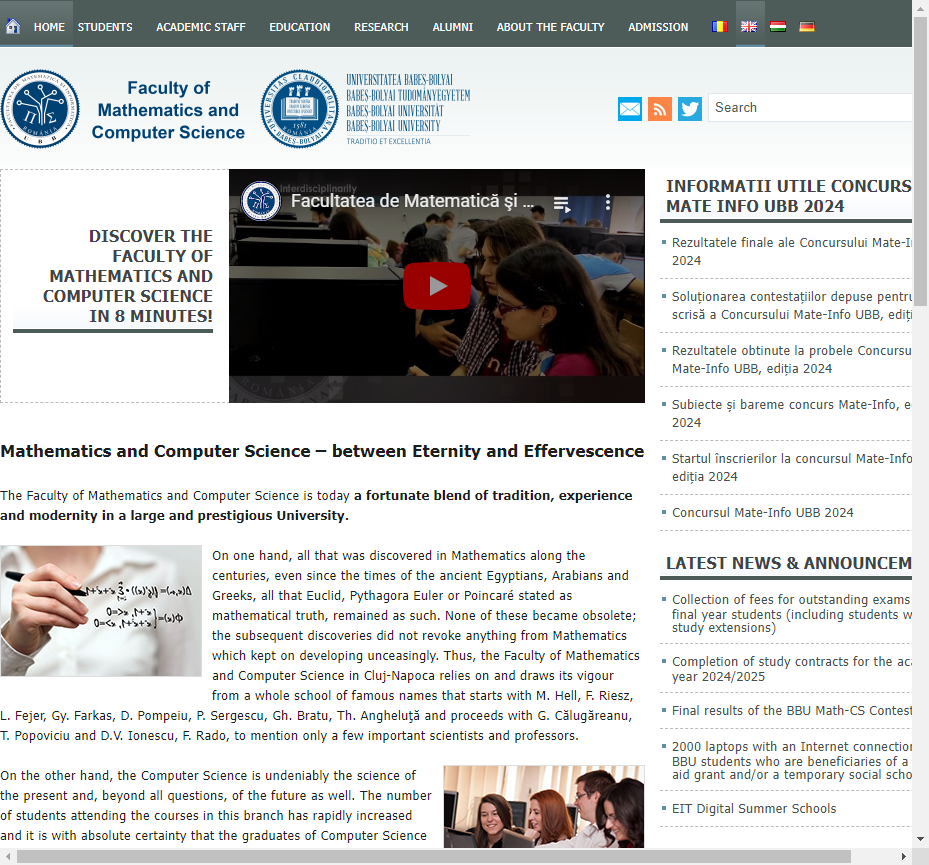 HOME STUDENTS ACADEMIC STAFF EDUCATION RESEARCH ALUMNI ABOUT THE FACULTY ADMISSION
Faculty of
Mathematics and
Computer Science
UNIVERSITATEA BABEŞ-BOLYAI
BABEŞ-BOLYAI TUDOMÁNYEGYETEM
BABEŞ-BOLYAI UNIVERSITÄT
BABEŞ-BOLYAI UNIVERSITY
TRADITIO ET EXCELLENTIA
Search
DISCOVER THE
FACULTY OF
MATHEMATICS AND
COMPUTER SCIENCE
IN 8 MINUTES!
Interdisciplinarity
Facultatea de Matematică şi ...
Mathematics and Computer Science – between Eternity and Effervescence
The Faculty of Mathematics and Computer Science is today a fortunate blend of tradition, experience
and modernity in a large and prestigious University.
On one hand, all that was discovered in Mathematics along the
centuries, even since the times of the ancient Egyptians, Arabians and
Greeks, all that Euclid, Pythagora Euler or Poincaré stated as
mathematical truth, remained as such. None of these became obsolete;
the subsequent discoveries did not revoke anything from Mathematics
which kept on developing unceasingly. Thus, the Faculty of Mathematics
and Computer Science in Cluj-Napoca relies on and draws its vigour
from a whole school of famous names that starts with M. Hell, F. Riesz,
L. Fejer, Gy. Farkas, D. Pompeiu, P. Sergescu, Gh. Bratu, Th. Angheluţă and proceeds with G. Călugăreanu,
T. Popoviciu and D.V. Ionescu, F. Rado, to mention only a few important scientists and professors.
On the other hand, the Computer Science is undeniably the science of
the present and, beyond all questions, of the future as well. The number
of students attending the courses in this branch has rapidly increased
and it is with absolute certainty that the graduates of Computer Science
INFORMATII UTILE CONCURS
MATE INFO UBB 2024
Rezultatele finale ale Concursului Mate-I
2024
Soluționarea contestațiilor depuse pentru
scrisă a Concursului Mate-Info UBB, ediți
Rezultatele obtinute la probele Concursu
Mate-Info UBB, ediția 2024
Subiecte și bareme concurs Mate-Info, e
2024
Startul înscrierilor la concursul Mate-Info
ediția 2024
Concursul Mate-Info UBB 2024
LATEST NEWS & ANNOUNCEM
Collection of fees for outstanding exams
final year students (including students w
study extensions)
Completion of study contracts for the aca
year 2024/2025
Final results of the BBU Math-CS Contest
2000 laptops with an Internet connection
BBU students who are beneficiaries of a
aid grant and/or a temporary social scho
EIT Digital Summer Schools